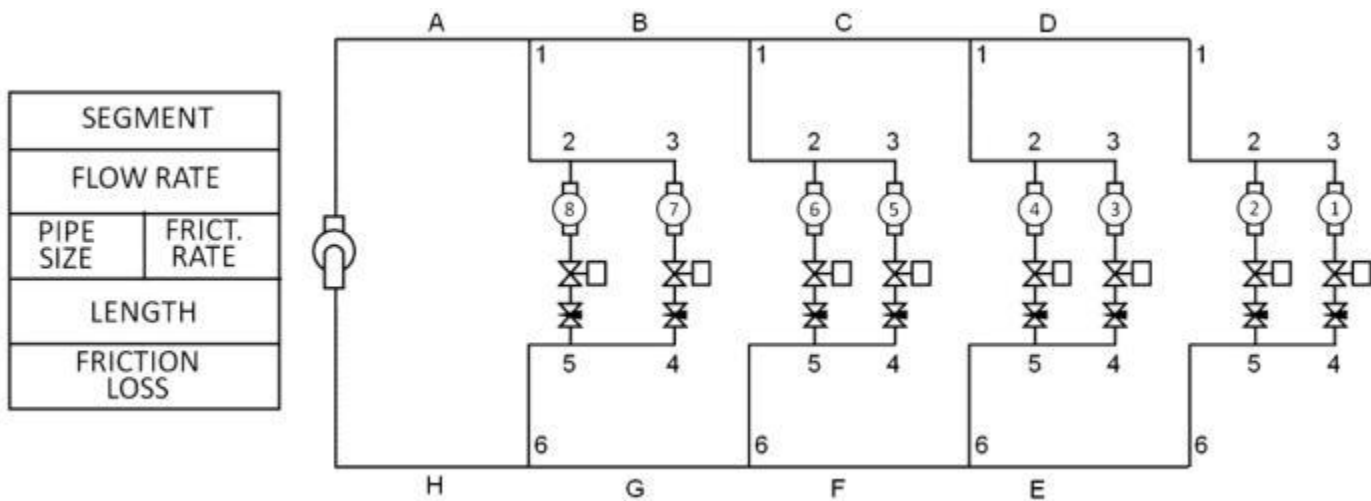 A B C D
1 1 1 1
SEGMENT
FLOW RATE
PIPE SIZE FRICT. RATE
LENGTH
FRICTION LOSS
2 3 2 3 2 3 2 3
8 7 6 5 4 3 2 1
5 4 5 4 5 4 5 4
6 6 6 6
H G F E